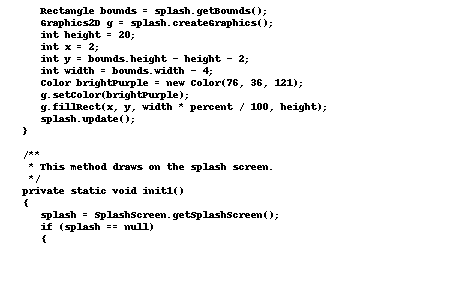 Rectangle bounds = splash.getBounds();
Graphics2D g = splash.createGraphics();
int height = 20;
int x = 2;
int y = bounds.height - height - 2;
int width = bounds.width - 4;
Color brightPurple = new Color(76, 36, 121);
g.setColor(brightPurple);
g.fillRect(x, y, width * percent / 100, height);
splash.update();
}
/**
* This method draws on the splash screen.
*/
private static void init1()
{
splash = SplashScreen.getSplashScreen();
if (splash == null)
{